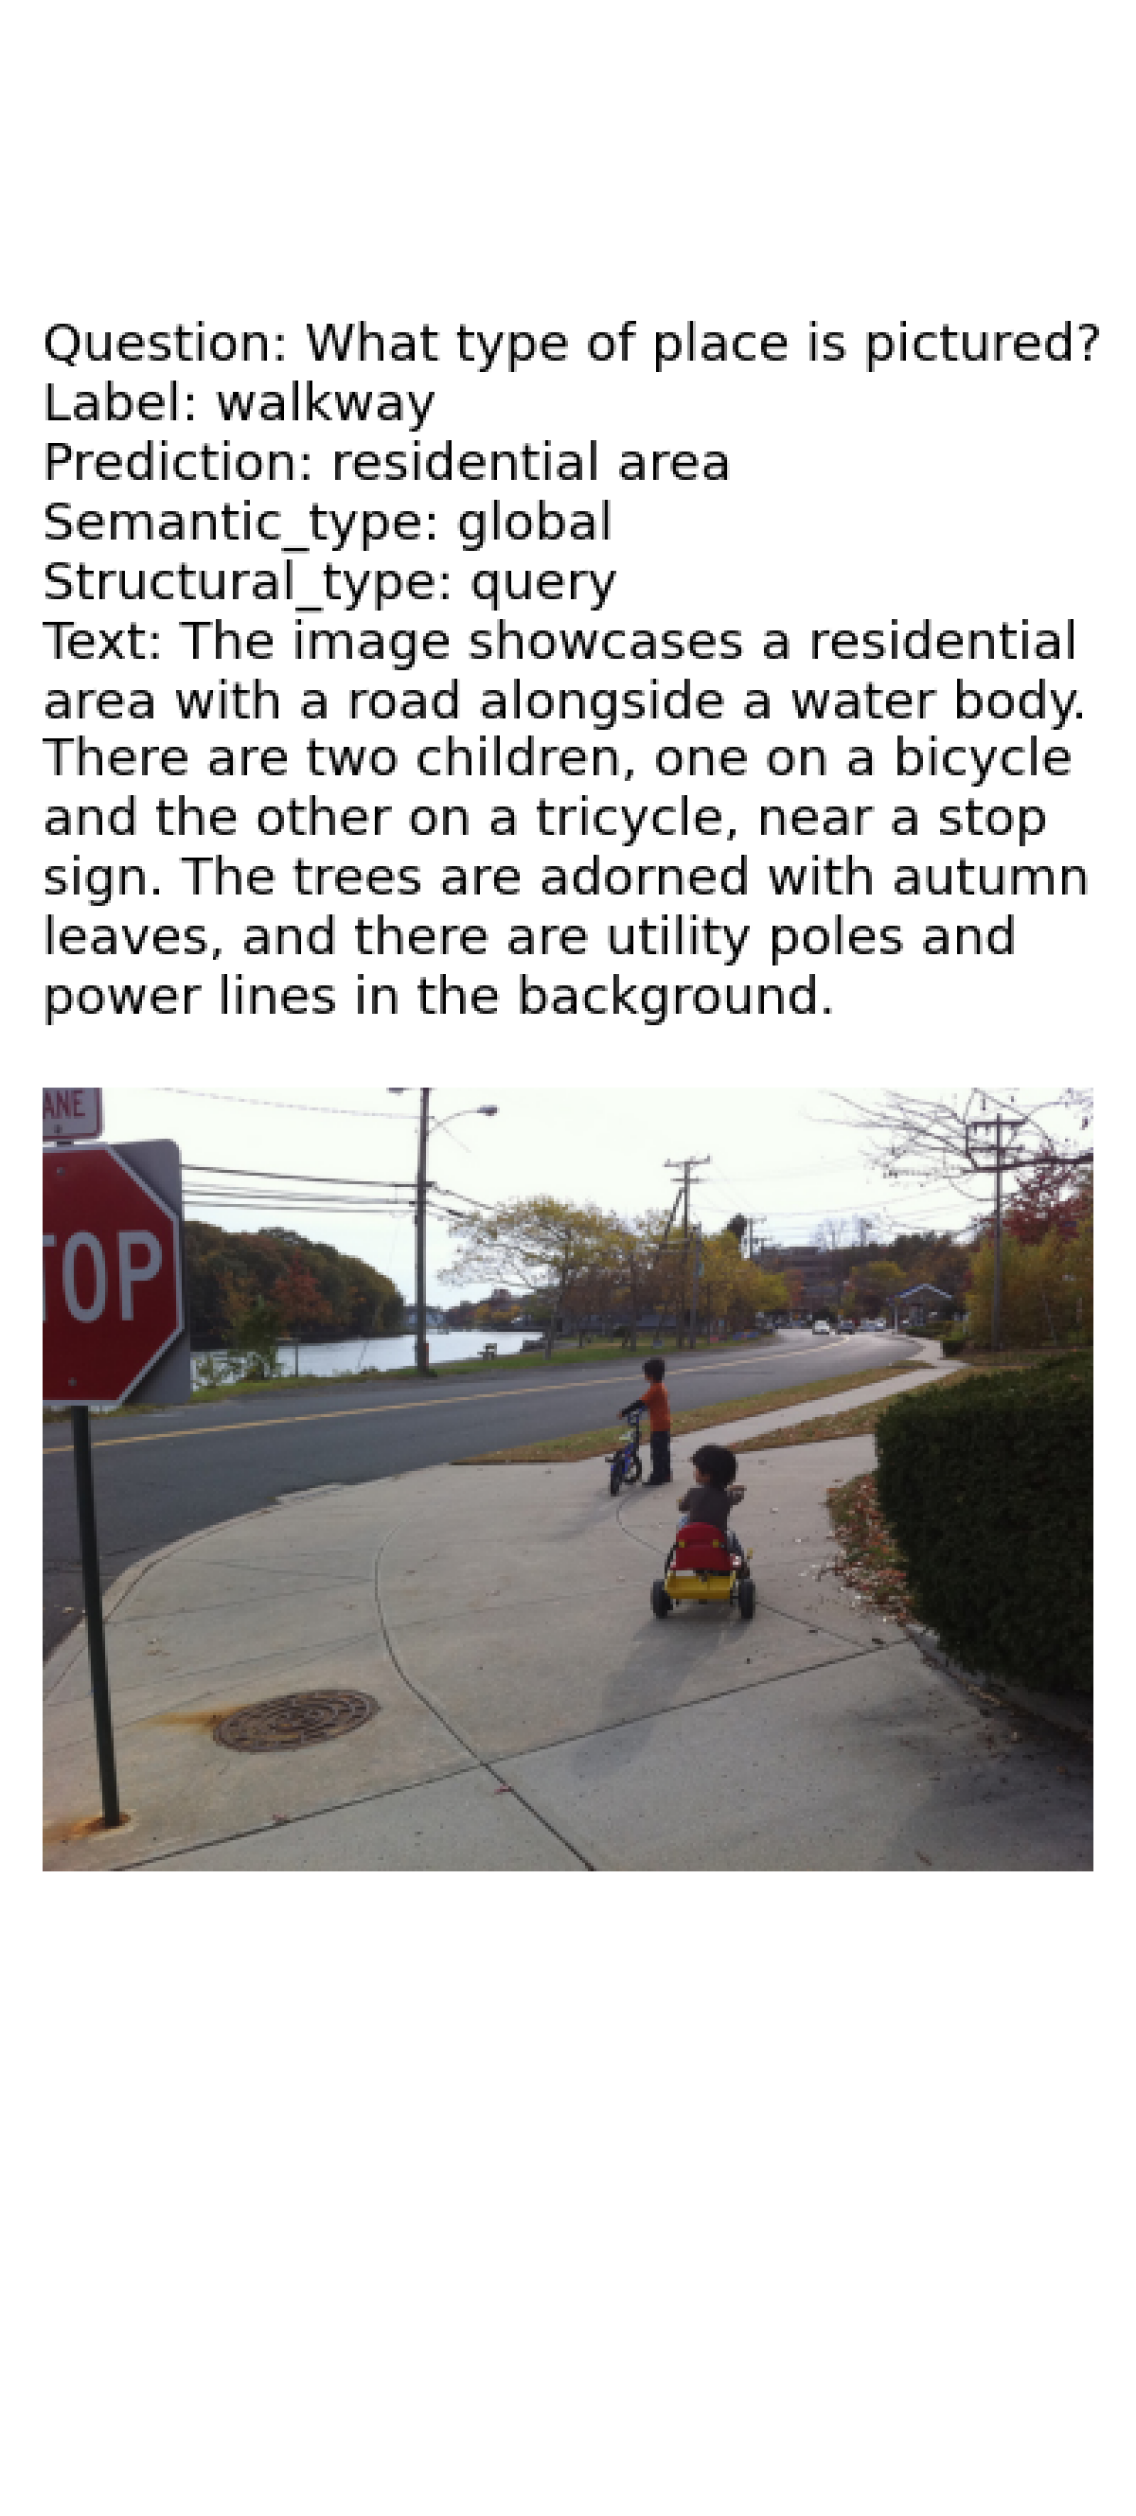 Question: What type of place is pictured?
Label: walkway
Prediction: residential area
Semantic_type: global
Structural_type: query
Text: The image showcases a residential
area with a road alongside a water body.
There are two children, one on a bicycle
and the other on a tricycle, near a stop
sign. The trees are adorned with autumn
leaves, and there are utility poles and
power lines in the background.
ANE
TOP